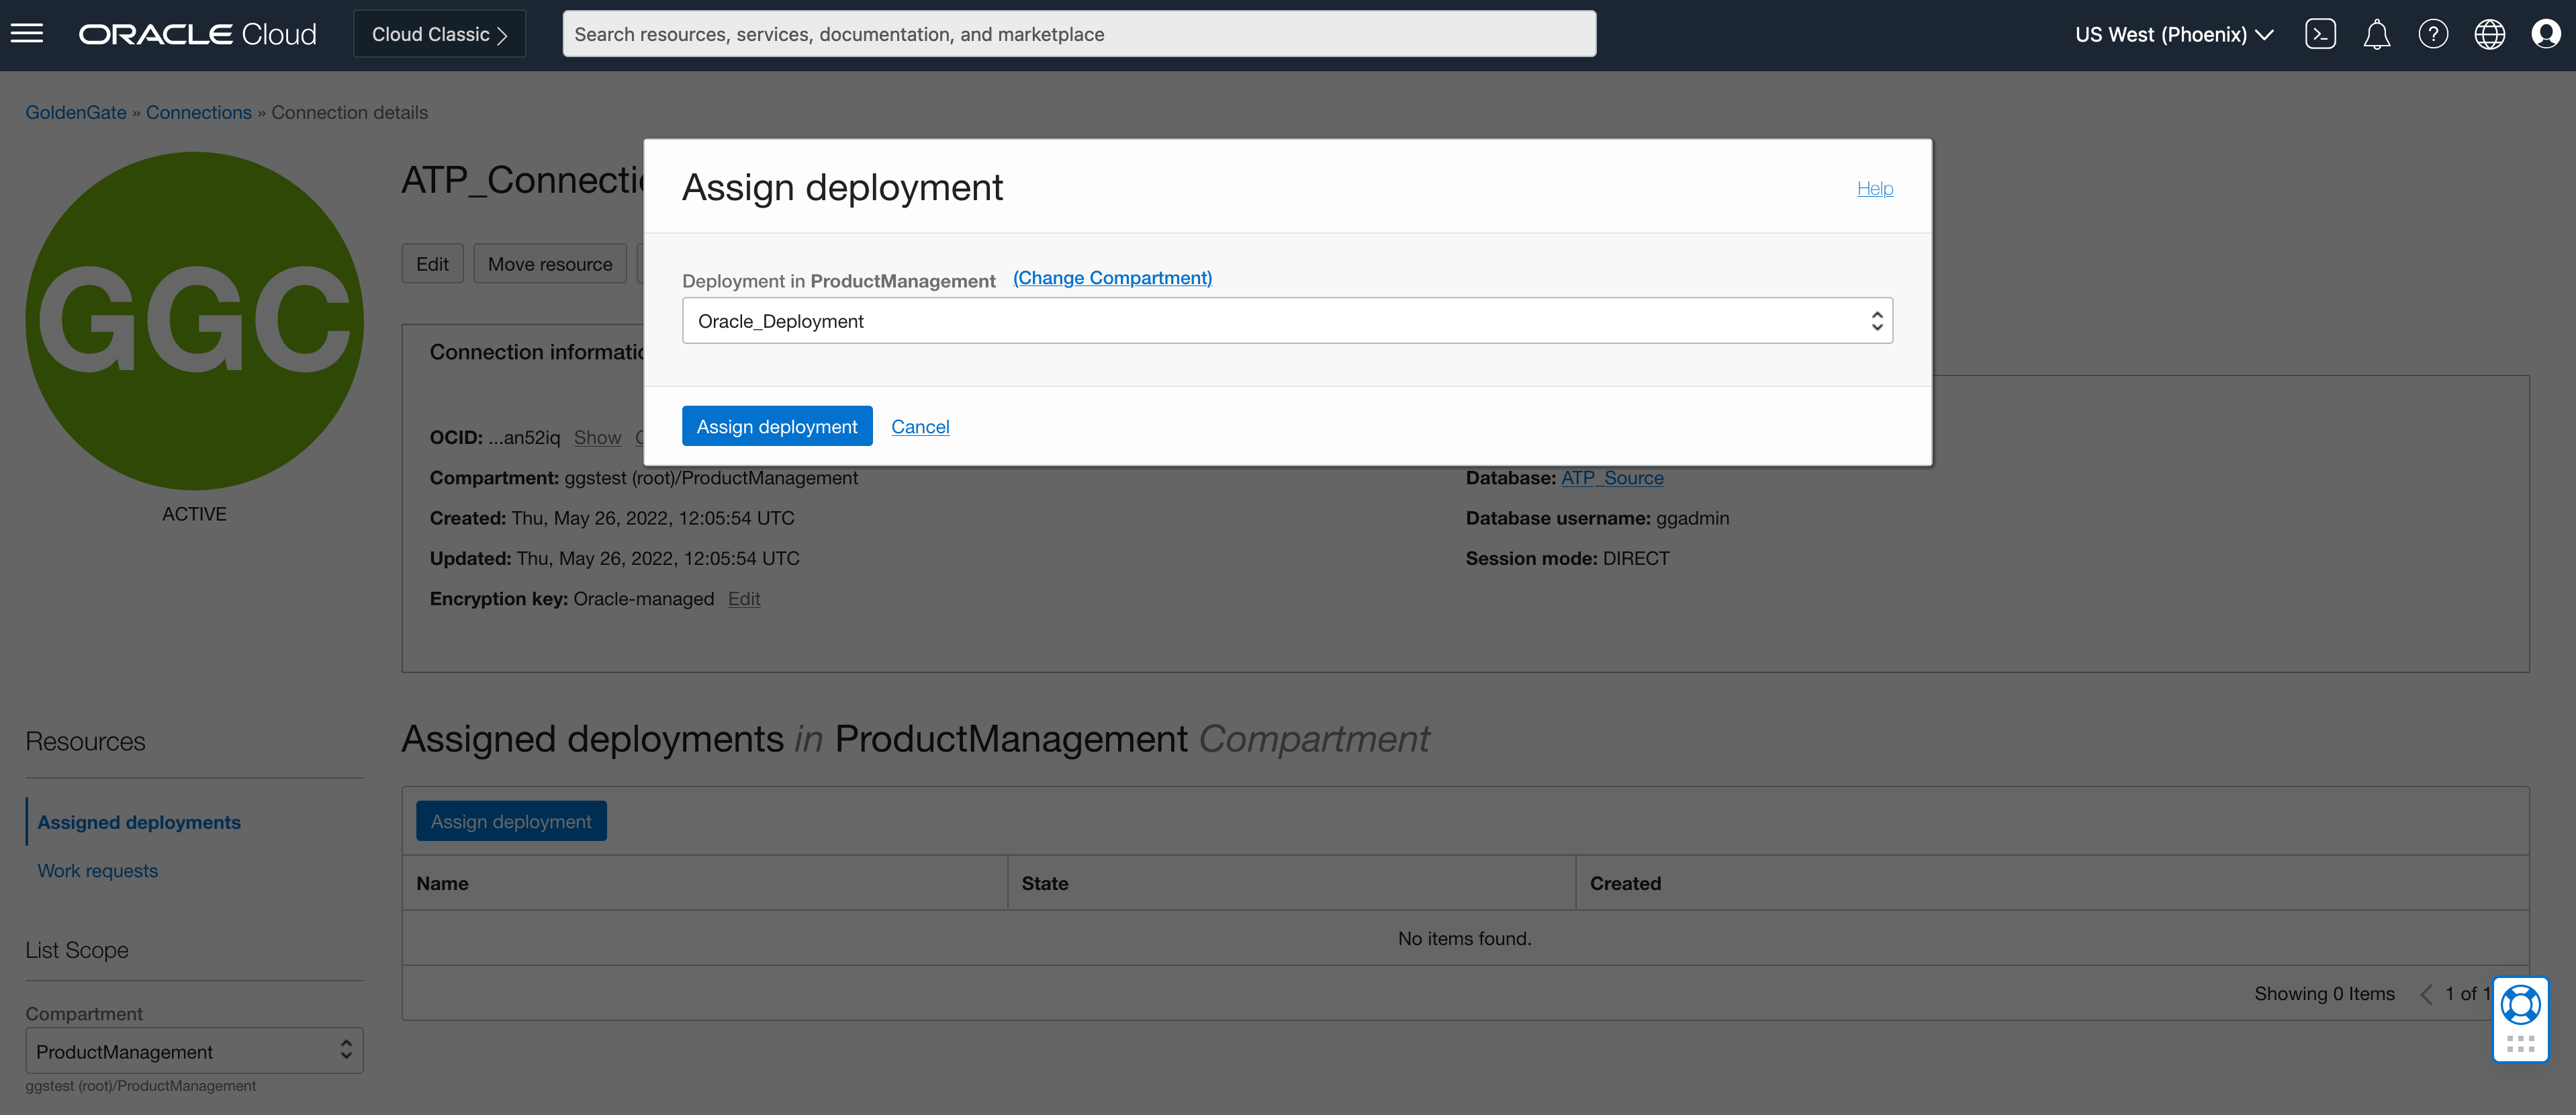 ORACLE Cloud
Cloud Classic
Search resources, services, documentation, and marketplace
US West (Phoenix)
GoldenGate » Connections » Connection details
GGC
ACTIVE
Edit
Move resource
Connection
OCID: ...an52iq Show
Compartment: ggstest (root)/ProductManagement
Created: Thu, May 26, 2022, 12:05:54 UTC
Updated: Thu, May 26, 2022, 12:05:54 UTC
Encryption key: Oracle-managed Edit
Database: ATP_Source
Database username: ggadmin
Session mode: DIRECT
Assign deployment
Help
Deployment in ProductManagement (Change Compartment)
Oracle_Deployment
Assign deployment
Cancel
Resources
Assigned deployments
Work requests
List Scope
Compartment
ProductManagement
ggstest (root)/ProductManagement
Assigned deployments in ProductManagement Compartment
Assign deployment
Name State Created
No items found.
Showing 0 Items
1 of 1